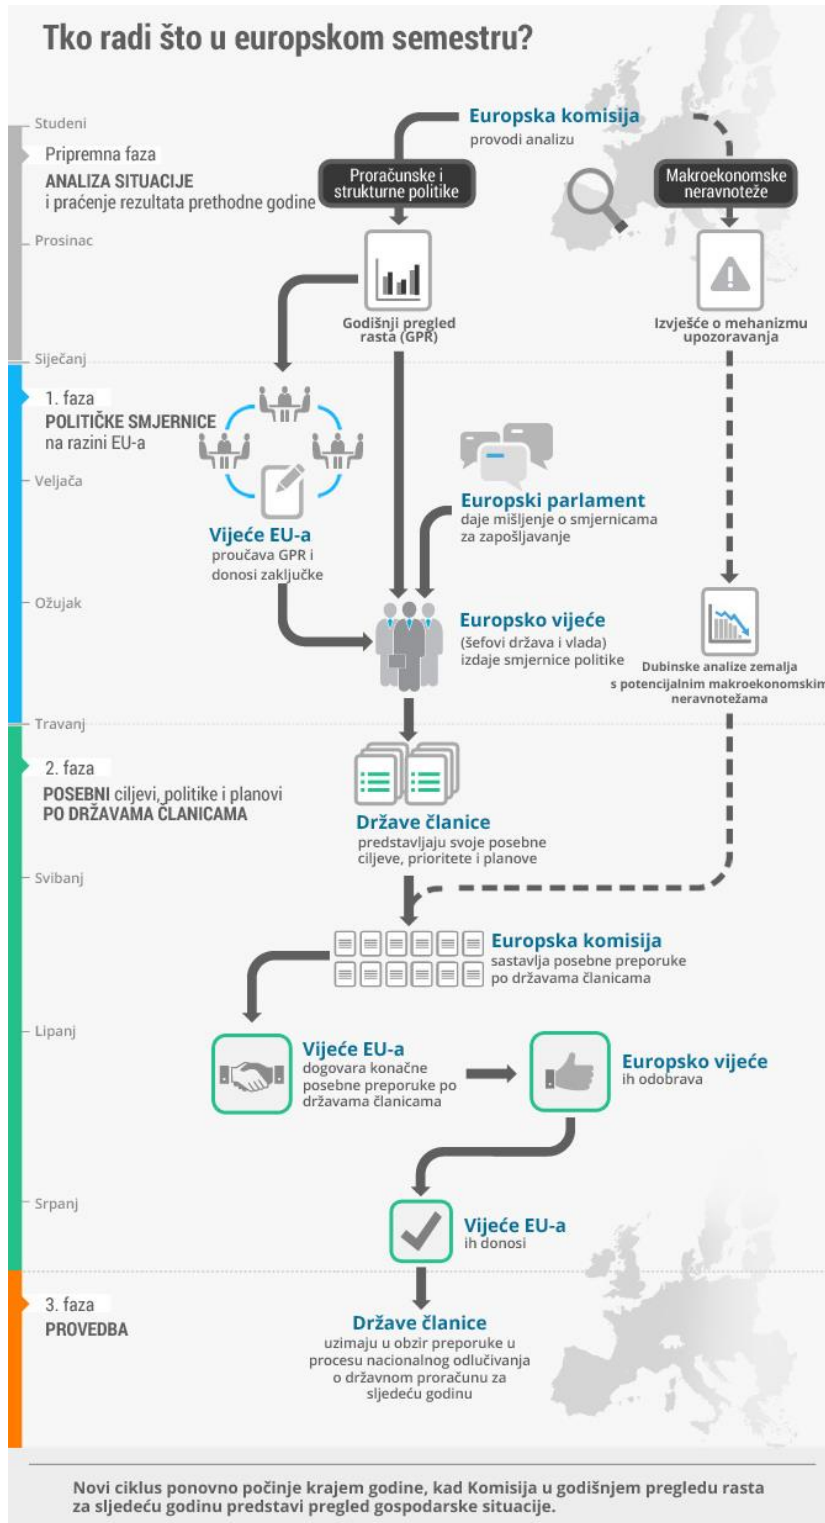 Tko radi što u europskom semestru?
Studeni
Europska komisija
provodi analizu
Pripremna faza
ANALIZA SITUACIJE
i praćenje rezultata prethodne godine
Proračunske i
strukturne politike
Makroekonomske
neravnoteže
Prosinac
Godišnji pregled
rasta (GPR)
Izvješće o mehanizmu
upozoravanja
Siječanj
1. faza
POLITIČKE SMJERNICE
na razini EU-a
Veljača
Europski parlament
daje mišljenje o smjernicama
za zapošljavanje
Vijeće EU-a
proučava GPR i
donosi zaključke
Ožujak
Europsko vijeće
(šefovi država i vlada)
izdaje smjernice politike
Dubinske analize zemalja
s potencijalnim makroekonomskim
neravnotežama
Travanj
2. faza
POSEBNI ciljevi, politike i planovi
PO DRŽAVAMA ČLANICAMA
Države članice
predstavljaju svoje posebne
ciljeve, prioritete i planove
Svibanj
Europska komisija
sastavlja posebne preporuke
po državama članicama
Lipanj
Vijeće EU-a
dogovara konačne
posebne preporuke po
državama članicama
Europsko vijeće
ih odobrava
Srpanj
Vijeće EU-a
ih donosi
3. faza
PROVEDBA
Države članice
uzimaju u obzir preporuke u
procesu nacionalnog odlučivanja
o državnom proračunu za
sljedeću godinu
Novi ciklus ponovno počinje krajem godine, kad Komisija u godišnjem pregledu rasta
za sljedeću godinu predstavi pregled gospodarske situacije.